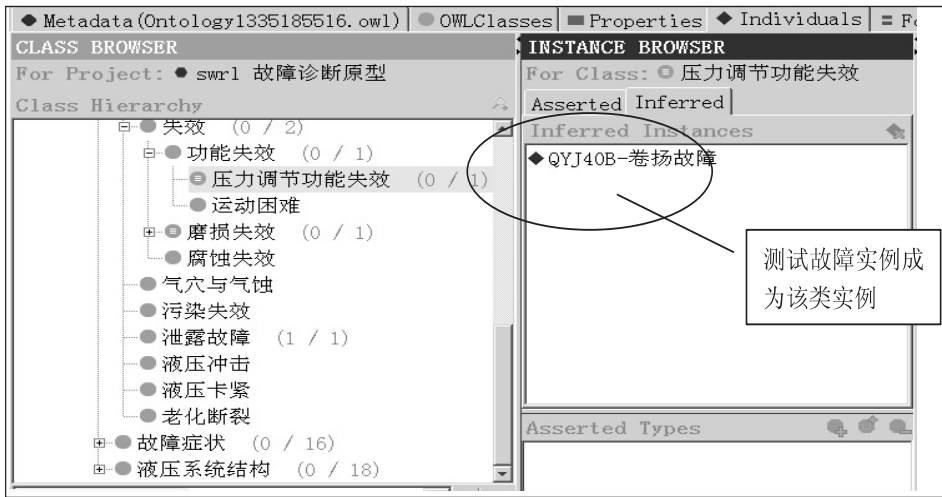 Metadata(Ontology1335185516.owl) OWLClasses Properties Individuals
CLASS BROWSER
For Project: swrl 故障诊断原型
Class Hierarchy
失效 (0 / 2)
功能失效 (0 / 1)
压力调节功能失效 (0 / 1)
运动困难
磨损失效 (0 / 1)
腐蚀失效
气穴与气蚀
污染失效
泄露故障 (1 / 1)
液压冲击
液压卡紧
老化断裂
故障症状 (0 / 16)
液压系统结构 (0 / 18)
INSTANCE BROWSER
For Class: 压力调节功能失效
Asserted Inferred
Inferred Instances
QYJ40B-卷扬故障
测试故障实例成
为该类实例
Asserted Types